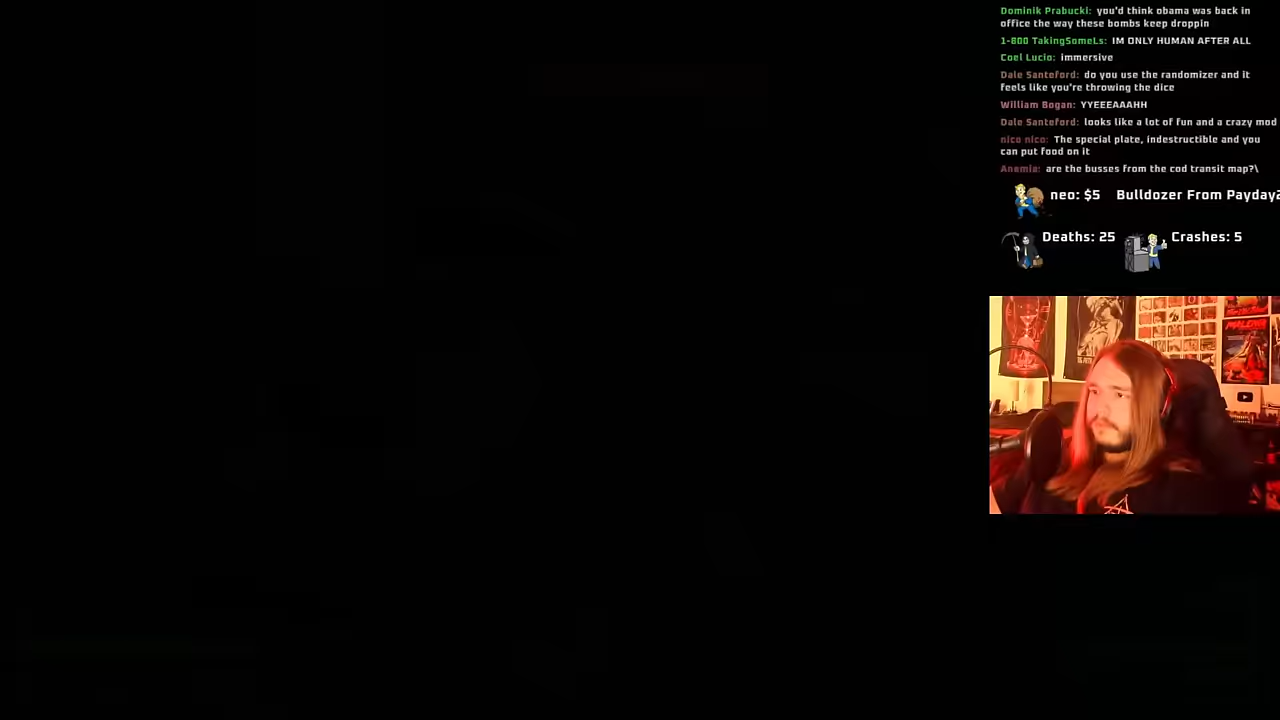 Dominik Prabucki: you'd think obama was back in
office the way these bombs keep droppin
1-800 TakingSomeLs: IM ONLY HUMAN AFTER ALL
Coel Lucio: immersive
Dale Santeford: do you use the randomizer and it
feels like you're throwing the dice
William Bogan: YYEEEAAAHH
Dale Santeford: looks like a lot of fun and a crazy mod
nico nico: The special plate, indestructible and you
can put food on it
Anemia: are the busses from the cod transit map?\
neo: $5 Bulldozer From Payday2
Deaths: 25 Crashes: 5